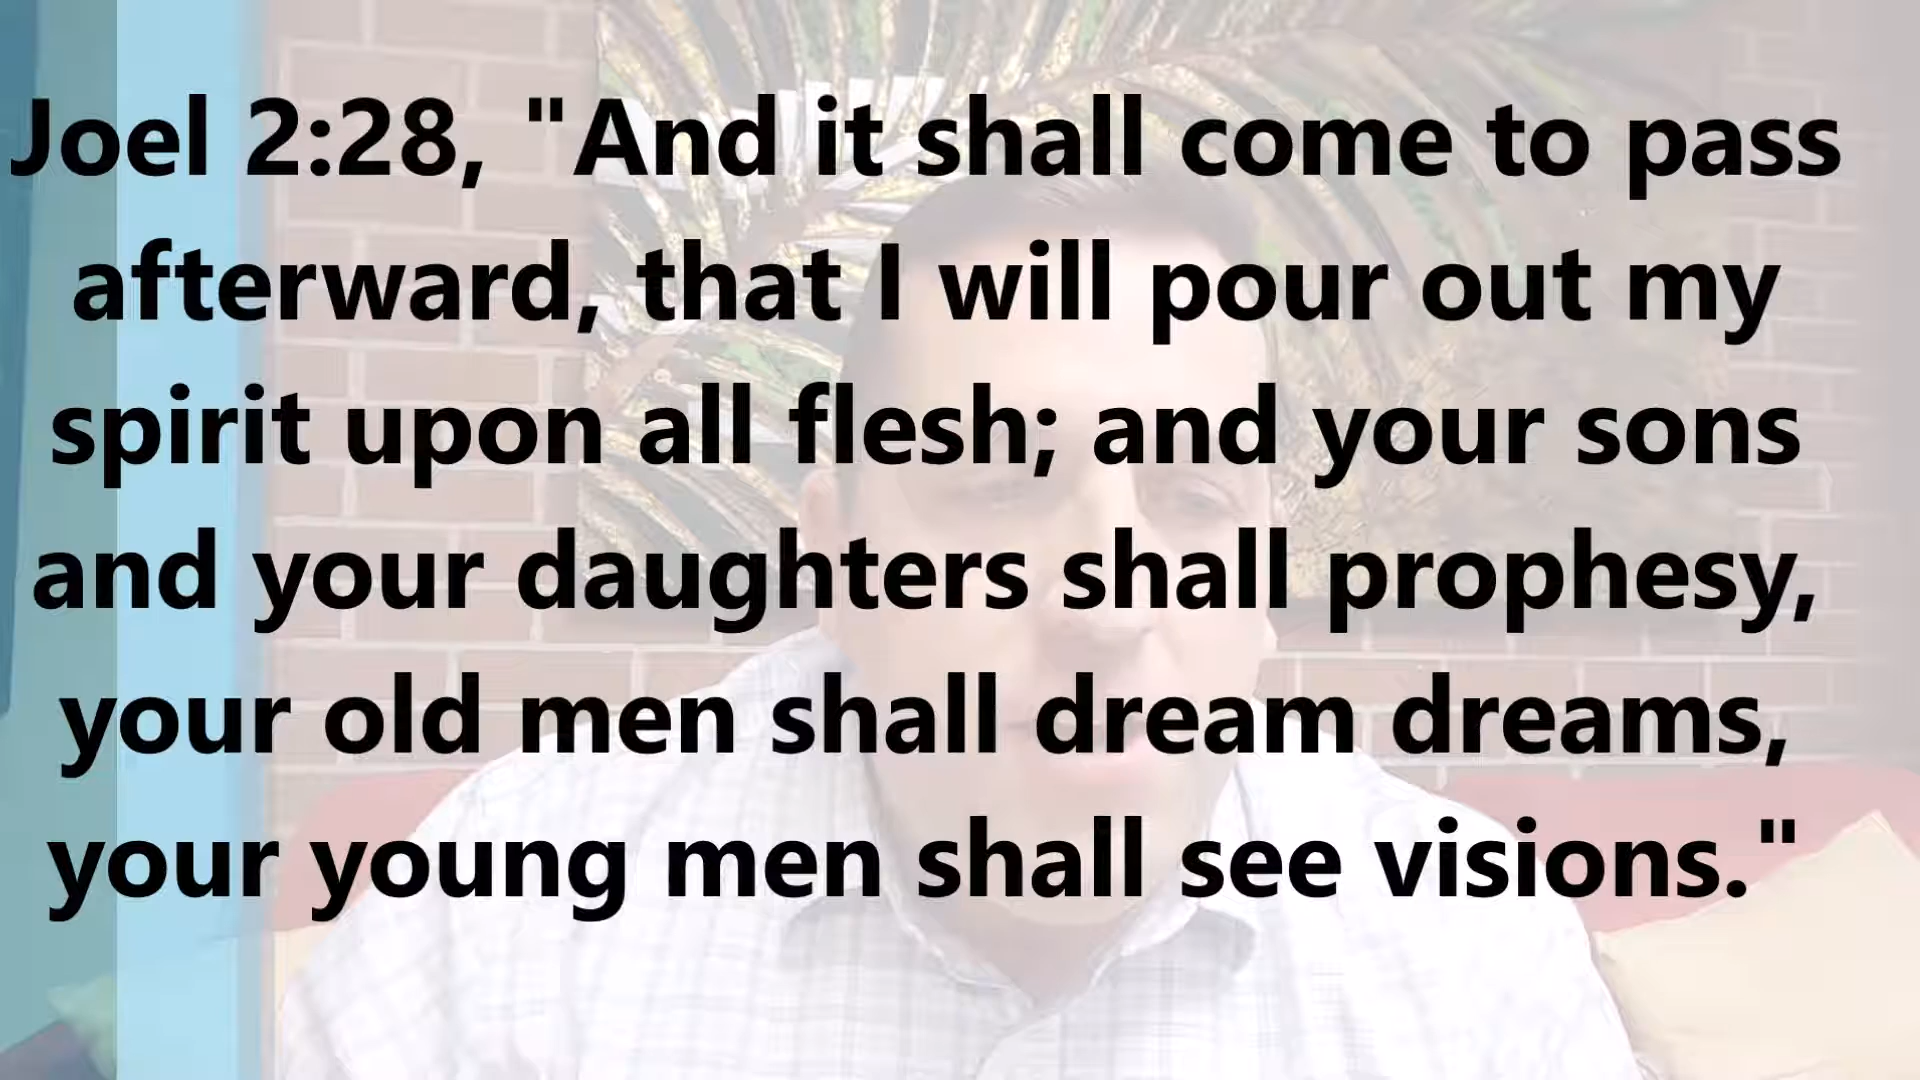 Joel 2:28, "And it shall come to pass
afterward, that I will pour out my
spirit upon all flesh; and your sons
and your daughters shall prophesy,
your old men shall dream dreams,
your young men shall see visions."